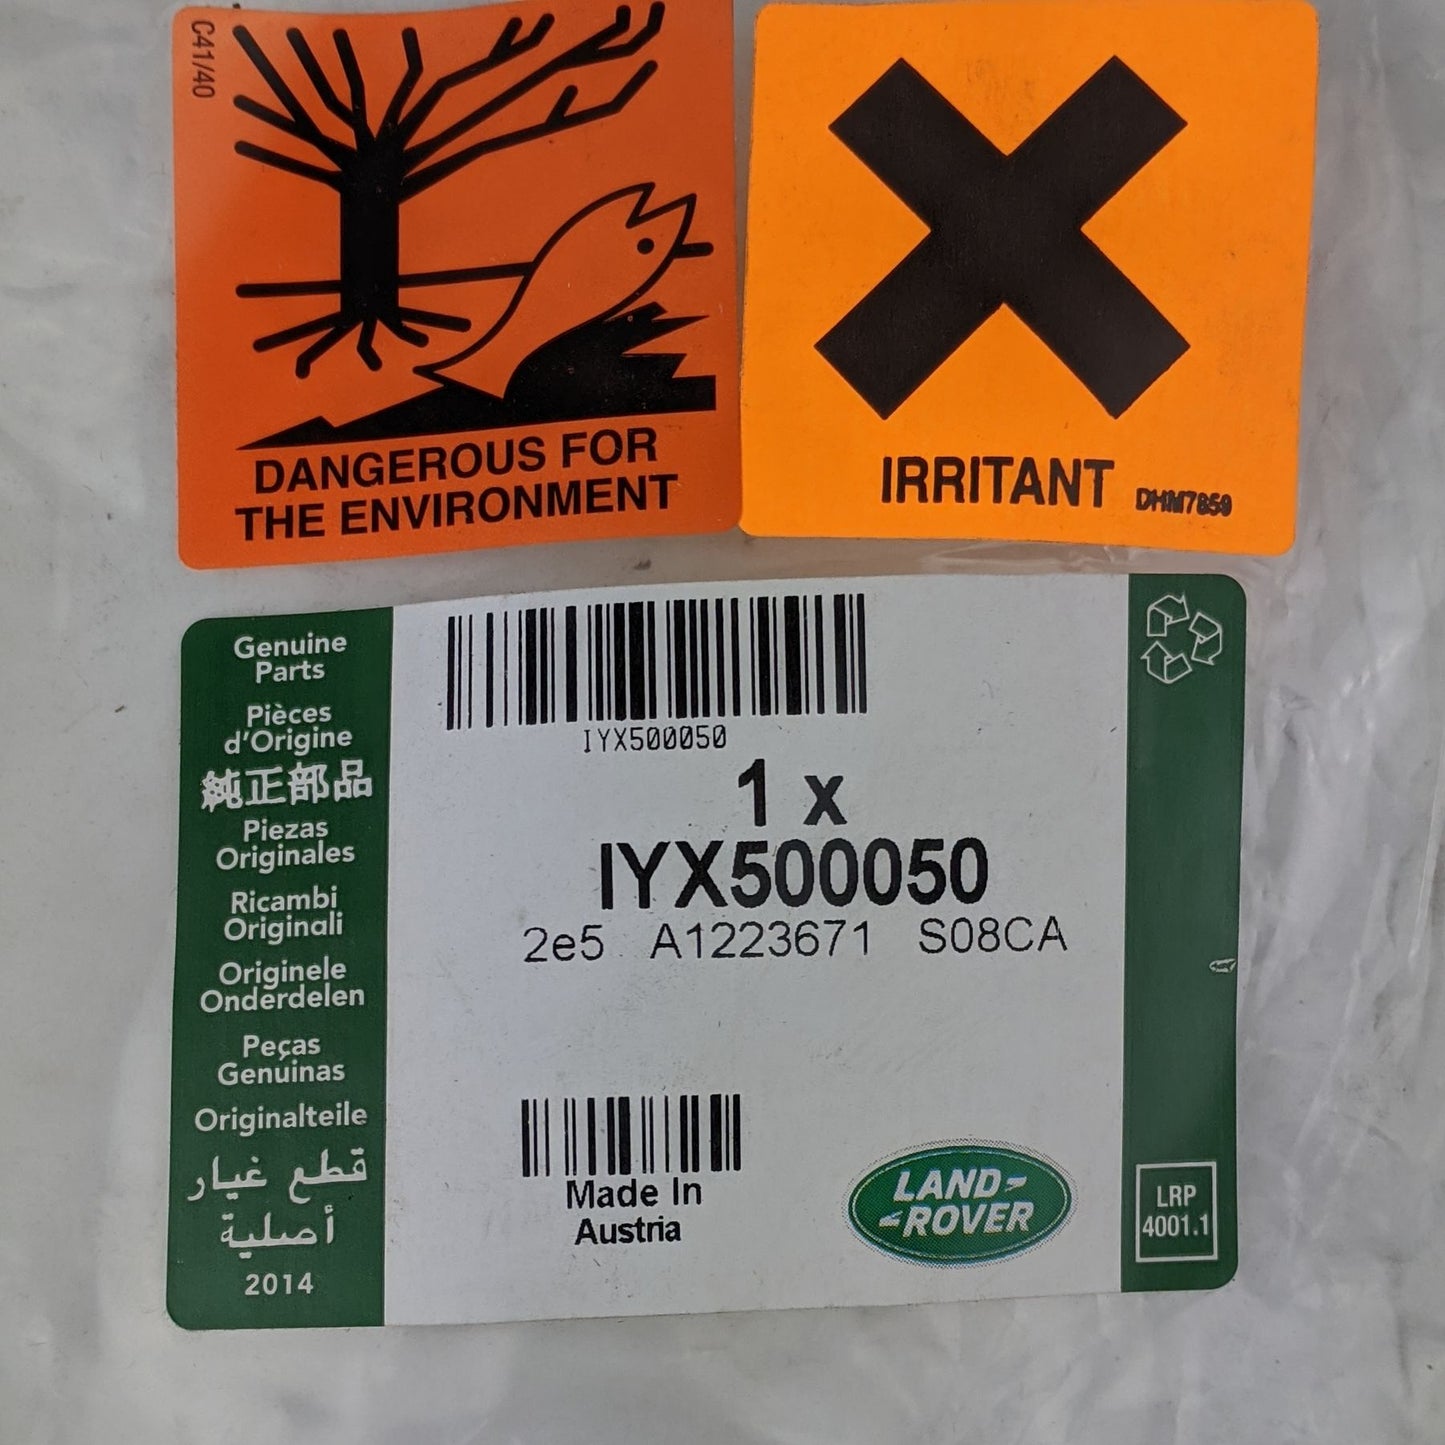 C41/40
DANGEROUS FOR
THE ENVIRONMENT
IRRITANT
DHM7859
Genuine
Parts
Pièces
d'Origine
純正部品
Piezas
Originales
Ricambi
Originali
Originele
Onderdelen
Peças
Genuinas
Originalteile
قطع غيار
أصلية
2014
IYX500050
1 x
IYX500050
2e5 A1223671 S08CA
Made In
Austria
LAND-
-ROVER
LRP
4001.1